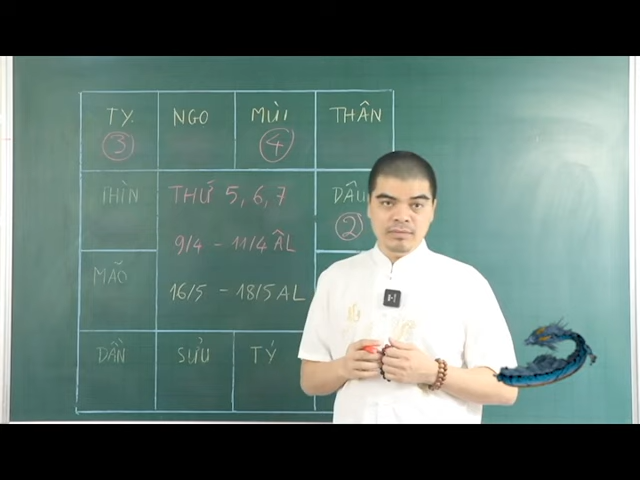 TỴ NGỌ MÙI THÂN
3 4
THÌN THỨ 5, 6, 7 DẬU
9/4 - 11/4 ÂL 2
MÃO 16/5 - 18/5 AL
DẦN SỬU TÝ